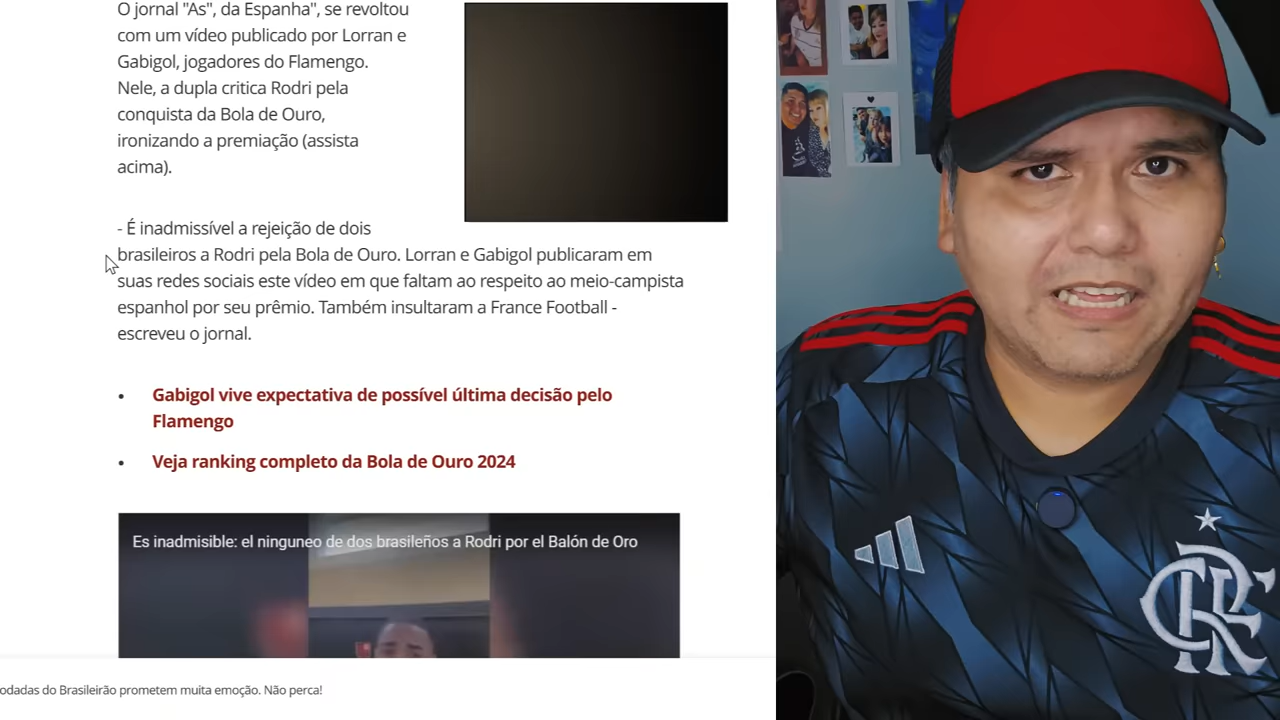 O jornal "As", da Espanha", se revoltou
com um vídeo publicado por Lorran e
Gabigol, jogadores do Flamengo.
Nele, a dupla critica Rodri pela
conquista da Bola de Ouro,
ironizando a premiação (assista
acima).
- É inadmissível a rejeição de dois
brasileiros a Rodri pela Bola de Ouro. Lorran e Gabigol publicaram em
suas redes sociais este vídeo em que faltam ao respeito ao meio-campista
espanhol por seu prêmio. Também insultaram a France Football -
escreveu o jornal.
• Gabigol vive expectativa de possível última decisão pelo
Flamengo
• Veja ranking completo da Bola de Ouro 2024
Es inadmisible: el ninguneo de dos brasileños a Rodri por el Balón de Oro
odadas do Brasileirão prometem muita emoção. Não perca!
CRF